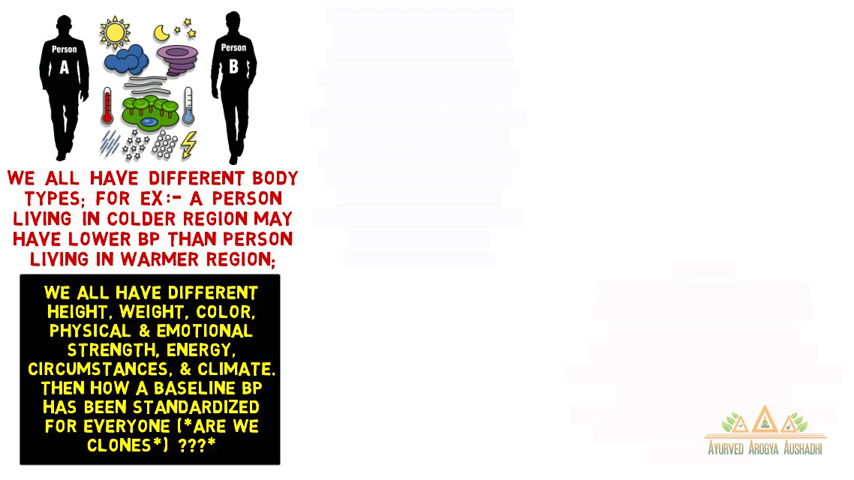 Person
A
Person
B
WE ALL HAVE DIFFERENT BODY
TYPES; FOR EX:- A PERSON
LIVING IN COLDER REGION MAY
HAVE LOWER BP THAN PERSON
LIVING IN WARMER REGION;
WE ALL HAVE DIFFERENT
HEIGHT, WEIGHT, COLOR,
PHYSICAL & EMOTIONAL
STRENGTH, ENERGY,
CIRCUMSTANCES, & CLIMATE.
THEN HOW A BASELINE BP
HAS BEEN STANDARDIZED
FOR EVERYONE (*ARE WE
CLONES*) ???*
AYURVED AROGYA AUSHADHI